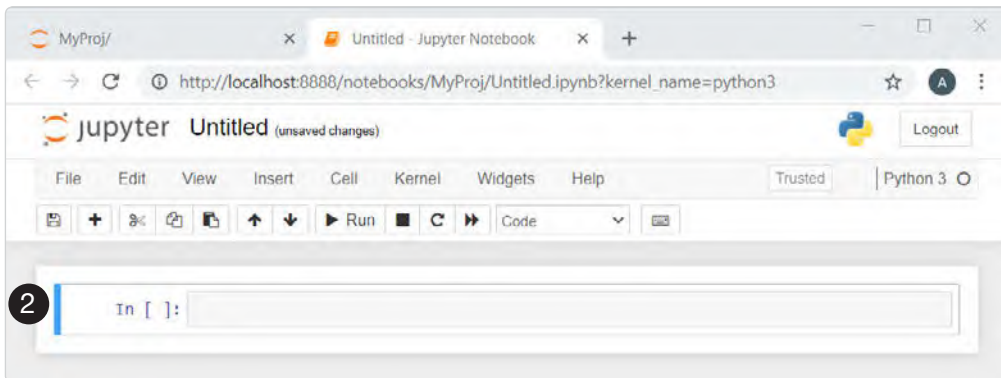 MyProj/ Untitled - Jupyter Notebook
http://localhost:8888/notebooks/MyProj/Untitled.ipynb?kernel_name=python3 A
jupyter Untitled (unsaved changes) Logout
File Edit View Insert Cell Kernel Widgets Help Trusted Python 3
Run Code
2 In [ ]: